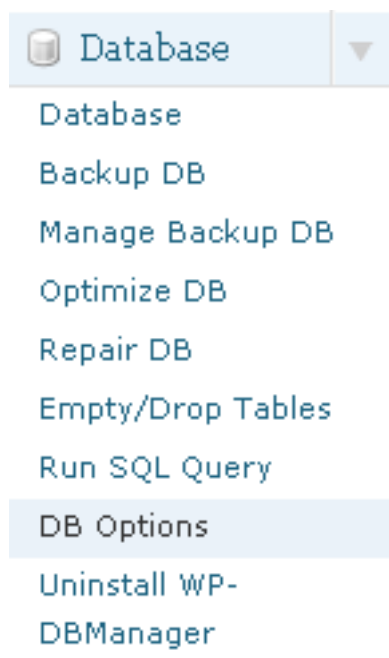 Database
Database
Backup DB
Manage Backup DB
Optimize DB
Repair DB
Empty/Drop Tables
Run SQL Query
DB Options
Uninstall WP-
DBManager